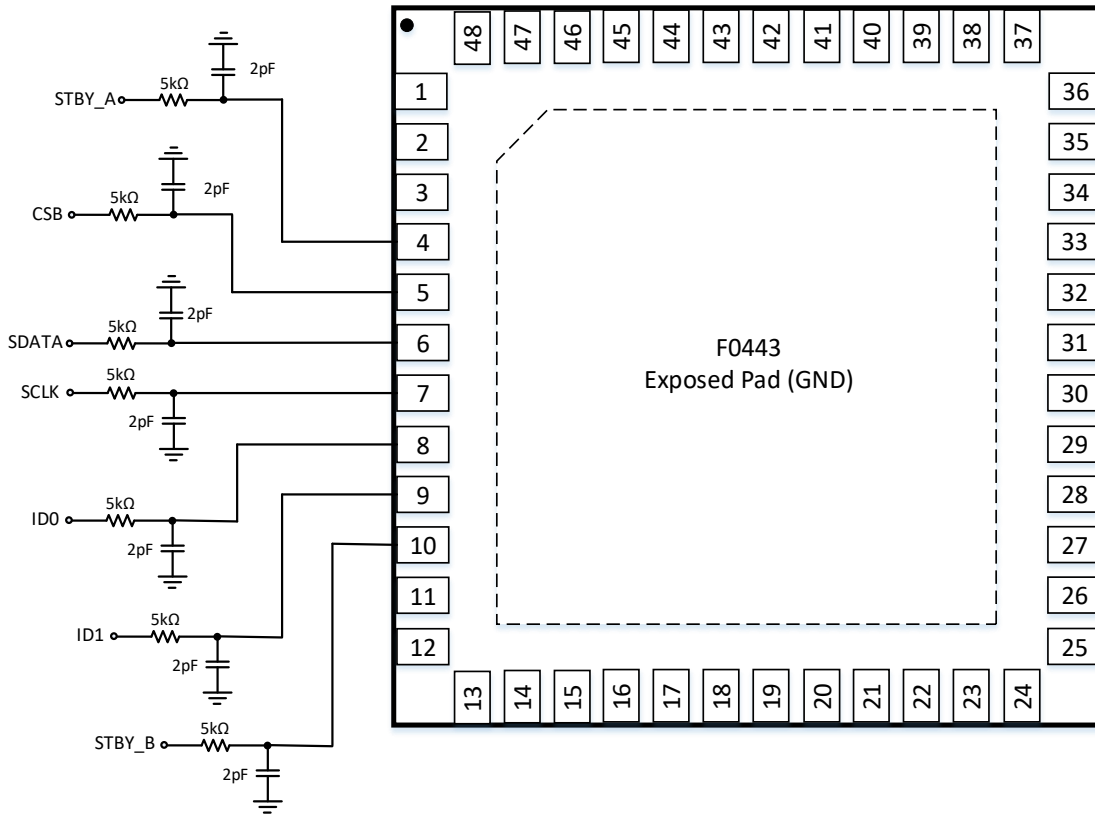 48 47 46 45 44 43 42 41 40 39 38 37
2pF
5kΩ
STBY_A
1
36
2
35
2pF
5kΩ
3
34
CSB
4
33
5
32
2pF
5kΩ
SDATA
6
31
F0443
Exposed Pad (GND)
5kΩ
SCLK
7
30
2pF
8
29
5kΩ
9
28
ID0
2pF
10
27
11
26
5kΩ
ID1
12
25
2pF
13 14 15 16 17 18 19 20 21 22 23 24
5kΩ
STBY_B
2pF